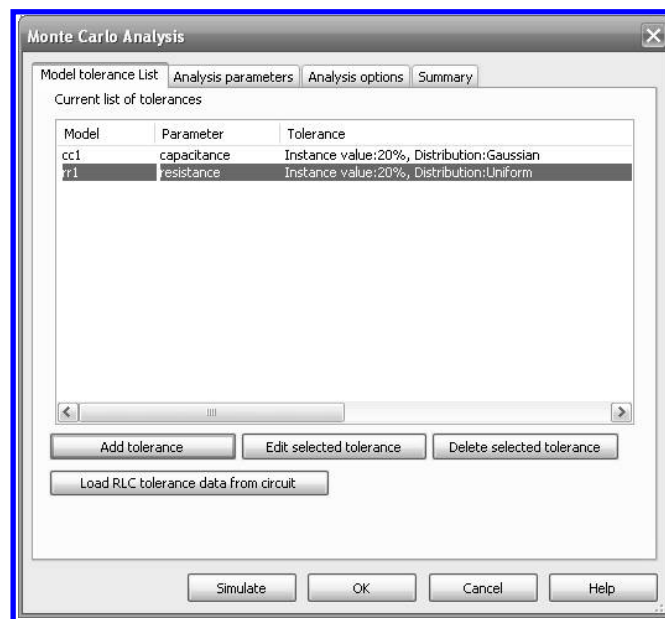 Monte Carlo Analysis
Model tolerance List Analysis parameters Analysis options Summary
Current list of tolerances
Model Parameter Tolerance
cc1 capacitance Instance value:20%, Distribution:Gaussian
rr1 resistance Instance value:20%, Distribution:Uniform
Add tolerance Edit selected tolerance Delete selected tolerance
Load RLC tolerance data from circuit
Simulate OK Cancel Help